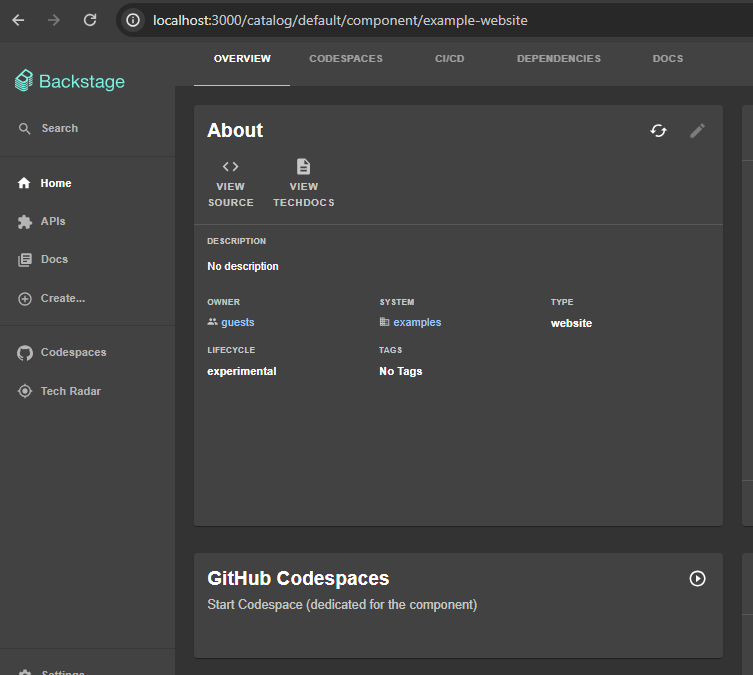 localhost:3000/catalog/default/component/example-website
Backstage
Search
Home
APIs
Docs
Create...
Codespaces
Tech Radar
Settings
OVERVIEW CODESPACES CI/CD DEPENDENCIES DOCS
About
VIEW SOURCE
VIEW TECHDOCS
DESCRIPTION
No description
OWNER
guests
SYSTEM
examples
TYPE
website
LIFECYCLE
experimental
TAGS
No Tags
GitHub Codespaces
Start Codespace (dedicated for the component)